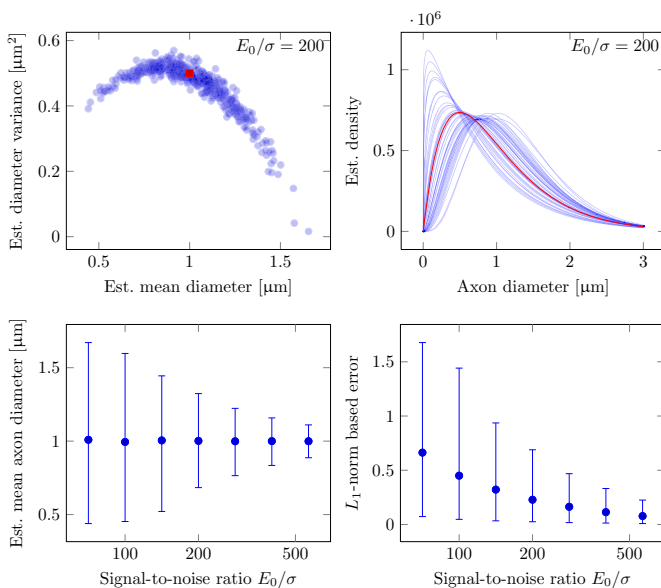 0.6
0.4
0.2
0
0.5
1
1.5
E₀/σ = 200
Est. diameter variance [μm²]
Est. mean diameter [μm]
· 10⁶
1
0.5
0
0
1
2
3
E₀/σ = 200
Est. density
Axon diameter [μm]
1.5
1
0.5
100
200
500
Est. mean axon diameter [μm]
Signal-to-noise ratio E₀/σ
1.5
1
0.5
0
100
200
500
L₁-norm based error
Signal-to-noise ratio E₀/σ